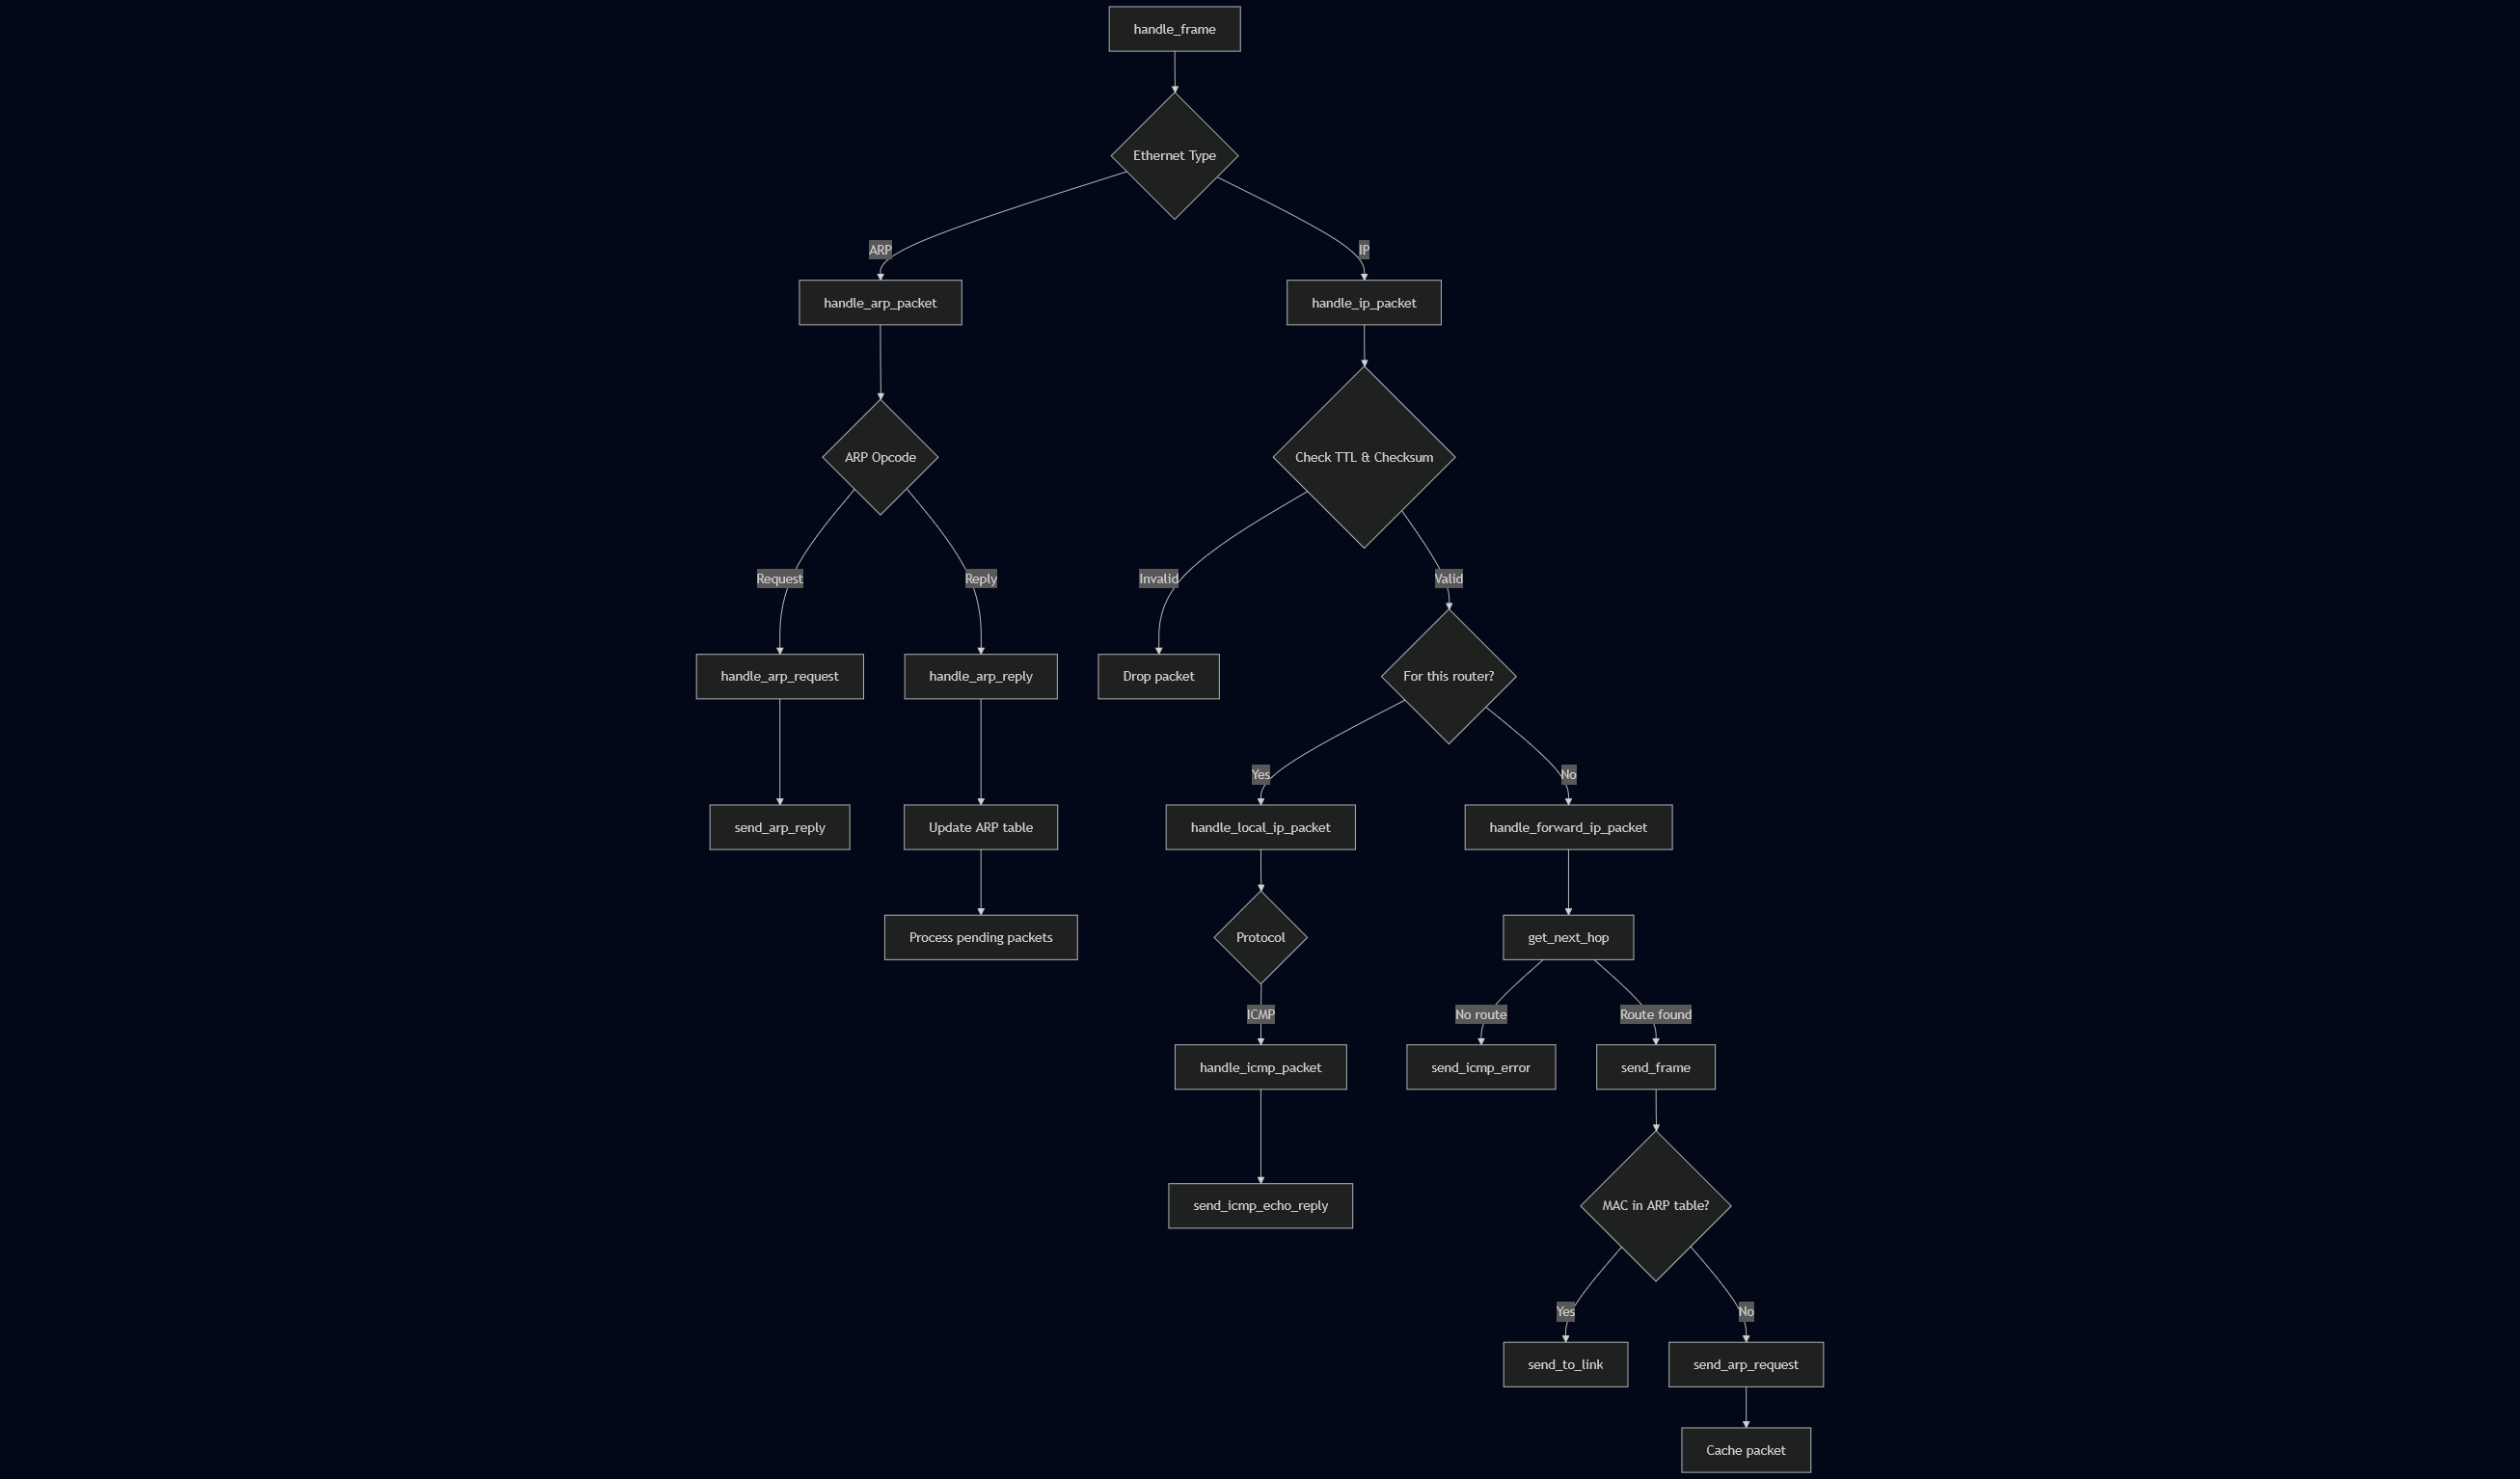 handle_frame
Ethernet Type
ARP
IP
handle_arp_packet
handle_ip_packet
ARP Opcode
Check TTL & Checksum
Request
Reply
Invalid
Valid
handle_arp_request
handle_arp_reply
Drop packet
For this router?
Yes
No
send_arp_reply
Update ARP table
handle_local_ip_packet
handle_forward_ip_packet
Process pending packets
Protocol
get_next_hop
ICMP
No route
Route found
handle_icmp_packet
send_icmp_error
send_frame
send_icmp_echo_reply
MAC in ARP table?
Yes
No
send_to_link
send_arp_request
Cache packet